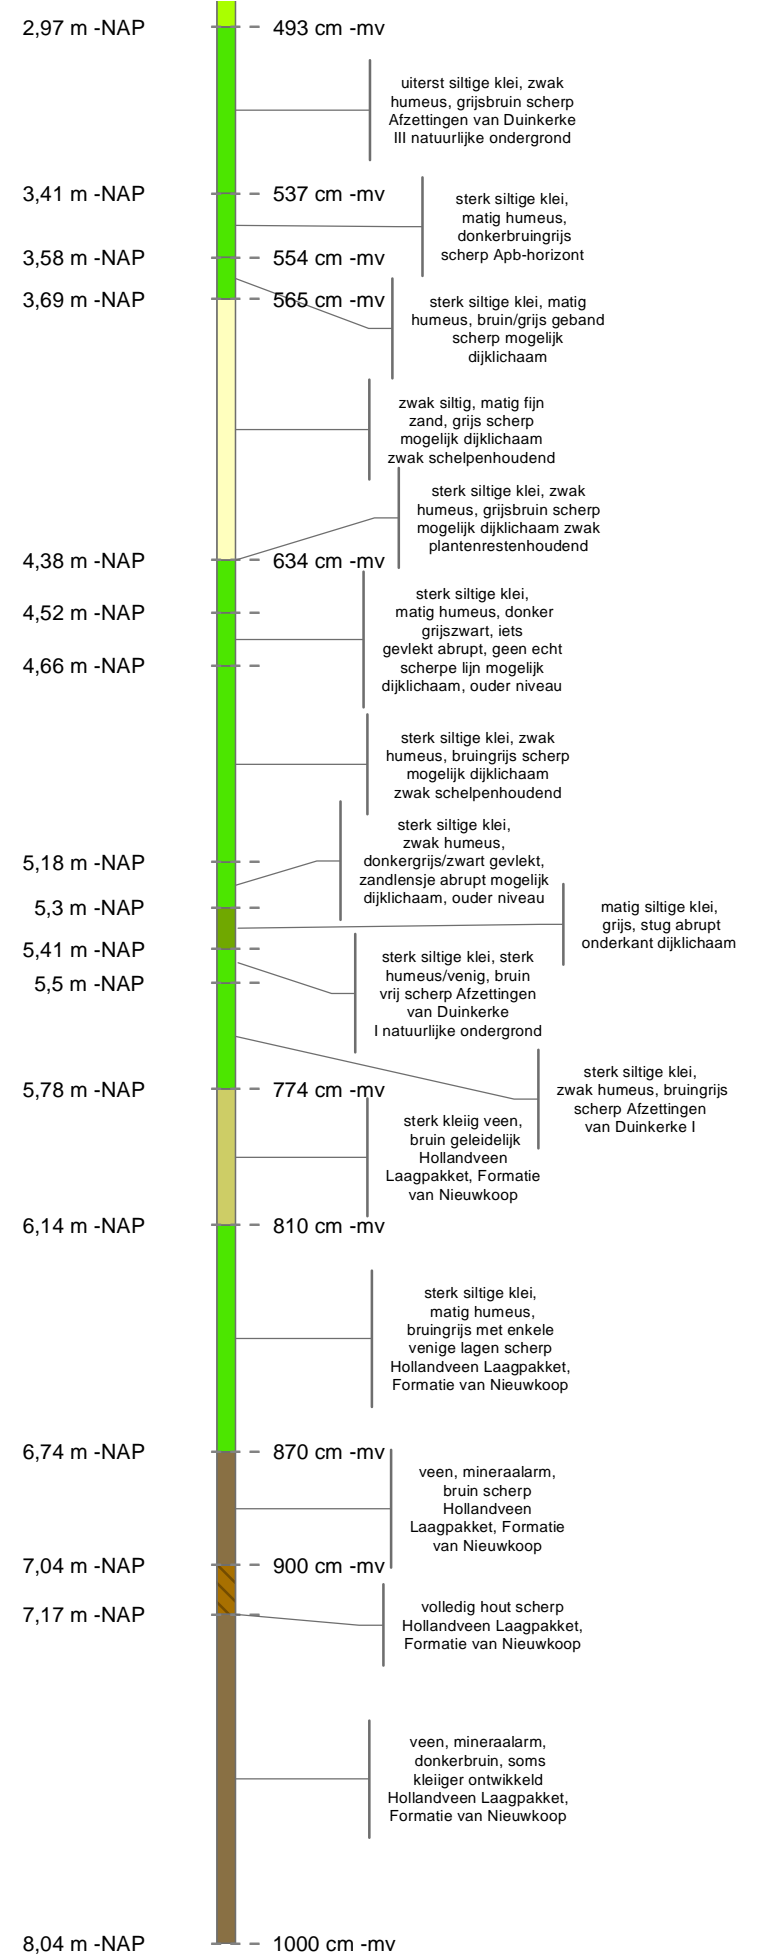 2,97 m -NAP
493 cm -mv
uiterst siltige klei, zwak
humeus, grijsbruin scherp
Afzettingen van Duinkerke
III natuurlijke ondergrond
3,41 m -NAP
537 cm -mv
sterk siltige klei,
matig humeus,
donkerbruingrijs
scherp Apb-horizont
3,58 m -NAP
554 cm -mv
3,69 m -NAP
565 cm -mv
sterk siltige klei, matig
humeus, bruin/grijs geband
scherp mogelijk
dijklichaam
zwak siltig, matig fijn
zand, grijs scherp
mogelijk dijklichaam
zwak schelpenhoudend
sterk siltige klei, zwak
humeus, grijsbruin scherp
mogelijk dijklichaam zwak
plantenrestenhoudend
4,38 m -NAP
634 cm -mv
4,52 m -NAP
4,66 m -NAP
sterk siltige klei,
matig humeus, donker
grijszwart, iets
gevlekt abrupt, geen echt
scherpe lijn mogelijk
dijklichaam, ouder niveau
sterk siltige klei, zwak
humeus, bruingrijs scherp
mogelijk dijklichaam
zwak schelpenhoudend
5,18 m -NAP
sterk siltige klei,
zwak humeus,
donkergrijs/zwart gevlekt,
zandlensje abrupt mogelijk
dijklichaam, ouder niveau
5,3 m -NAP
matig siltige klei,
grijs, stug abrupt
onderkant dijklichaam
5,41 m -NAP
5,5 m -NAP
sterk siltige klei, sterk
humeus/venig, bruin
vrij scherp Afzettingen
van Duinkerke
I natuurlijke ondergrond
5,78 m -NAP
774 cm -mv
sterk siltige klei,
zwak humeus, bruingrijs
scherp Afzettingen
van Duinkerke I
sterk kleiig veen,
bruin geleidelijk
Hollandveen
Laagpakket, Formatie
van Nieuwkoop
6,14 m -NAP
810 cm -mv
sterk siltige klei,
matig humeus,
bruingrijs met enkele
venige lagen scherp
Hollandveen Laagpakket,
Formatie van Nieuwkoop
6,74 m -NAP
870 cm -mv
veen, mineraalarm,
bruin scherp
Hollandveen
Laagpakket, Formatie
van Nieuwkoop
7,04 m -NAP
900 cm -mv
7,17 m -NAP
volledig hout scherp
Hollandveen Laagpakket,
Formatie van Nieuwkoop
veen, mineraalarm,
donkerbruin, soms
kleiiger ontwikkeld
Hollandveen Laagpakket,
Formatie van Nieuwkoop
8,04 m -NAP
1000 cm -mv